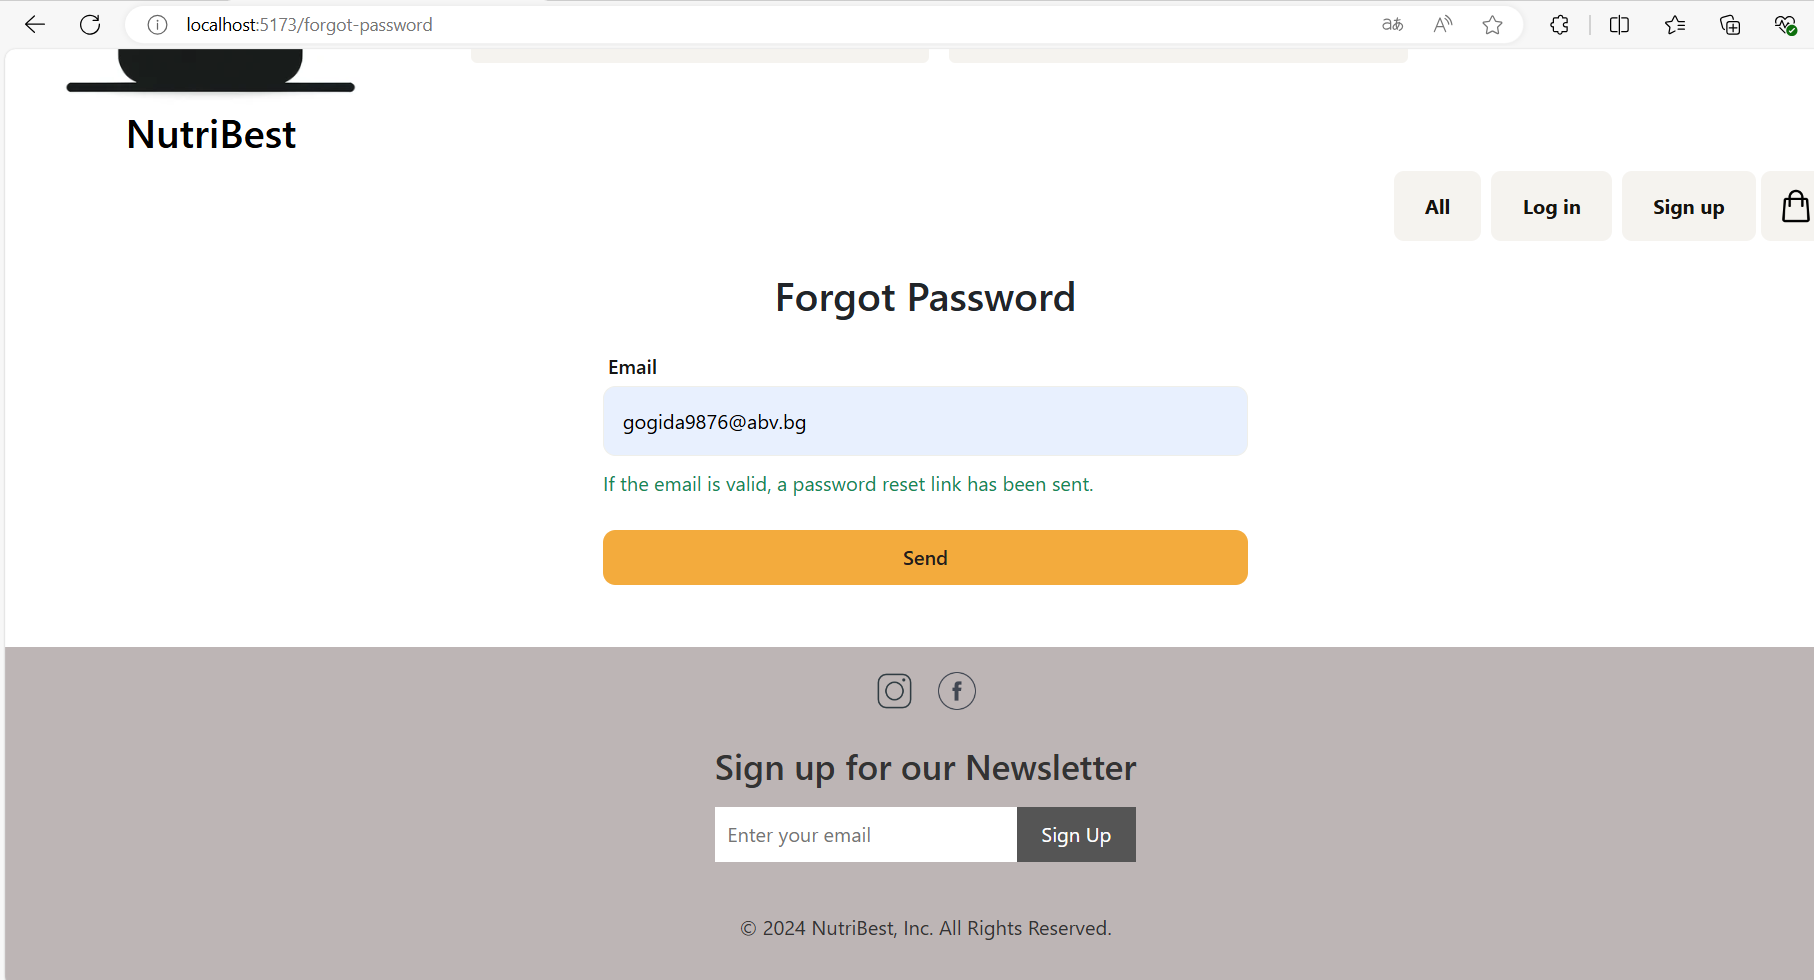 localhost:5173/forgot-password
NutriBest
All
Log in
Sign up
Forgot Password
Email
gogida9876@abv.bg
If the email is valid, a password reset link has been sent.
Send
Sign up for our Newsletter
Enter your email
Sign Up
© 2024 NutriBest, Inc. All Rights Reserved.